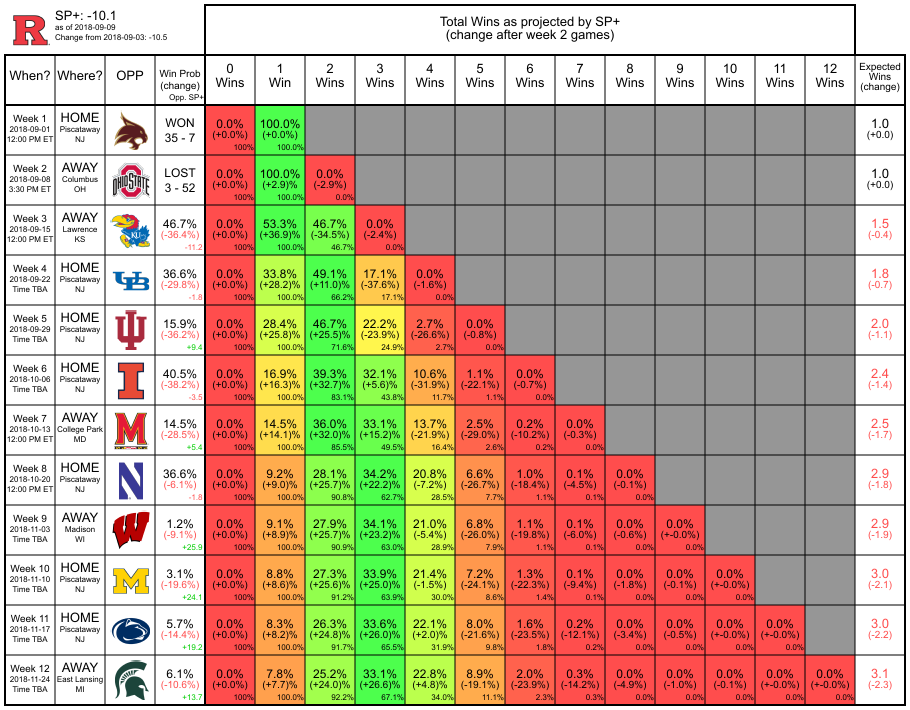 SP+: -10.1
as of 2018-09-09
Change from 2018-09-03: -10.5
Total Wins as projected by SP+
(change after week 2 games)
When? Where? OPP Win Prob (change) Opp. SP+ 0 Wins 1 Win 2 Wins 3 Wins 4 Wins 5 Wins 6 Wins 7 Wins 8 Wins 9 Wins 10 Wins 11 Wins 12 Wins Expected Wins (change)
Week 1 HOME WON 0.0% 100.0% 1.0
2018-09-01 Piscataway 35 - 7 (+0.0%) (+0.0%) (+0.0)
12:00 PM ET NJ 100% 100.0%
Week 2 AWAY LOST 0.0% 100.0% 0.0% 1.0
2018-09-08 Columbus OHIO STATE 3 - 52 (+0.0%) (+2.9)% (-2.9%) (+0.0)
3:30 PM ET OH 100% 100.0% 0.0%
Week 3 AWAY 46.7% 0.0% 53.3% 46.7% 0.0% 1.5
2018-09-15 Lawrence KU (-36.4%) (+0.0%) (+36.9)% (-34.5%) (-2.4%) (-0.4)
12:00 PM ET KS -11.2 100% 100.0% 46.7% 0.0%
Week 4 HOME 36.6% 0.0% 33.8% 49.1% 17.1% 0.0% 1.8
2018-09-22 Piscataway UB (-29.8%) (+0.0%) (+28.2)% (+11.0)% (-37.6%) (-1.6%) (-0.7)
Time TBA NJ -1.8 100% 100.0% 66.2% 17.1% 0.0%
Week 5 HOME 15.9% 0.0% 28.4% 46.7% 22.2% 2.7% 0.0% 2.0
2018-09-29 Piscataway (-36.2%) (+0.0%) (+25.8)% (+25.5)% (-23.9%) (-26.6%) (-0.8%) (-1.1)
Time TBA NJ +9.4 100% 100.0% 71.6% 24.9% 2.7% 0.0%
Week 6 HOME I 40.5% 0.0% 16.9% 39.3% 32.1% 10.6% 1.1% 0.0% 2.4
2018-10-06 Piscataway (-38.2%) (+0.0%) (+16.3)% (+32.7)% (+5.6)% (-31.9%) (-22.1%) (-0.7%) (-1.4)
Time TBA NJ -3.5 100% 100.0% 83.1% 43.8% 11.7% 1.1% 0.0%
Week 7 AWAY M 14.5% 0.0% 14.5% 36.0% 33.1% 13.7% 2.5% 0.2% 0.0% 2.5
2018-10-13 College Park (-28.5%) (+0.0%) (+14.1)% (+32.0)% (+15.2)% (-21.9%) (-29.0%) (-10.2%) (-0.3%) (-1.7)
12:00 PM ET MD +5.4 100% 100.0% 85.5% 49.5% 16.4% 2.6% 0.2% 0.0%
Week 8 HOME N 36.6% 0.0% 9.2% 28.1% 34.2% 20.8% 6.6% 1.0% 0.1% 0.0% 2.9
2018-10-20 Piscataway (-6.1%) (+0.0%) (+9.0)% (+25.7)% (+22.2)% (-7.2%) (-26.7%) (-18.4%) (-4.5%) (-0.1%) (-1.8)
12:00 PM ET NJ -1.8 100% 100.0% 90.8% 62.7% 28.5% 7.7% 1.1% 0.1% 0.0%
Week 9 AWAY W 1.2% 0.0% 9.1% 27.9% 34.1% 21.0% 6.8% 1.1% 0.1% 0.0% 0.0% 2.9
2018-11-03 Madison (-9.1%) (+0.0%) (+8.9)% (+25.7)% (+23.2)% (-5.4%) (-26.0%) (-19.8%) (-6.0%) (-0.6%) (+-0.0%) (-1.9)
Time TBA WI +25.9 100% 100.0% 90.9% 63.0% 28.9% 7.9% 1.1% 0.1% 0.0% 0.0%
Week 10 HOME M 3.1% 0.0% 8.8% 27.3% 33.9% 21.4% 7.2% 1.3% 0.1% 0.0% 0.0% 0.0% 3.0
2018-11-10 Piscataway (-19.6%) (+0.0%) (+8.6)% (+25.6)% (+25.0)% (-1.5%) (-24.1%) (-22.3%) (-9.4%) (-1.8%) (-0.1%) (+-0.0%) (-2.1)
Time TBA NJ +24.1 100% 100.0% 91.2% 63.9% 30.0% 8.6% 1.4% 0.1% 0.0% 0.0% 0.0%
Week 11 HOME 5.7% 0.0% 8.3% 26.3% 33.6% 22.1% 8.0% 1.6% 0.2% 0.0% 0.0% 0.0% 0.0% 3.0
2018-11-17 Piscataway (-14.4%) (+0.0%) (+8.2)% (+24.8)% (+26.0)% (+2.0)% (-21.6%) (-23.5%) (-12.1%) (-3.4%) (-0.5%) (+-0.0%) (+-0.0%) (-2.2)
Time TBA NJ +19.2 100% 100.0% 91.7% 65.5% 31.9% 9.8% 1.8% 0.2% 0.0% 0.0% 0.0% 0.0%
Week 12 AWAY 6.1% 0.0% 7.8% 25.2% 33.1% 22.8% 8.9% 2.0% 0.3% 0.0% 0.0% 0.0% 0.0% 0.0% 3.1
2018-11-24 East Lansing (-10.6%) (+0.0%) (+7.7)% (+24.0)% (+26.6)% (+4.8)% (-19.1%) (-23.9%) (-14.2%) (-4.9%) (-1.0%) (-0.1%) (+-0.0%) (+-0.0%) (-2.3)
Time TBA MI +13.7 100% 100.0% 92.2% 67.1% 34.0% 11.1% 2.3% 0.3% 0.0% 0.0% 0.0% 0.0% 0.0%